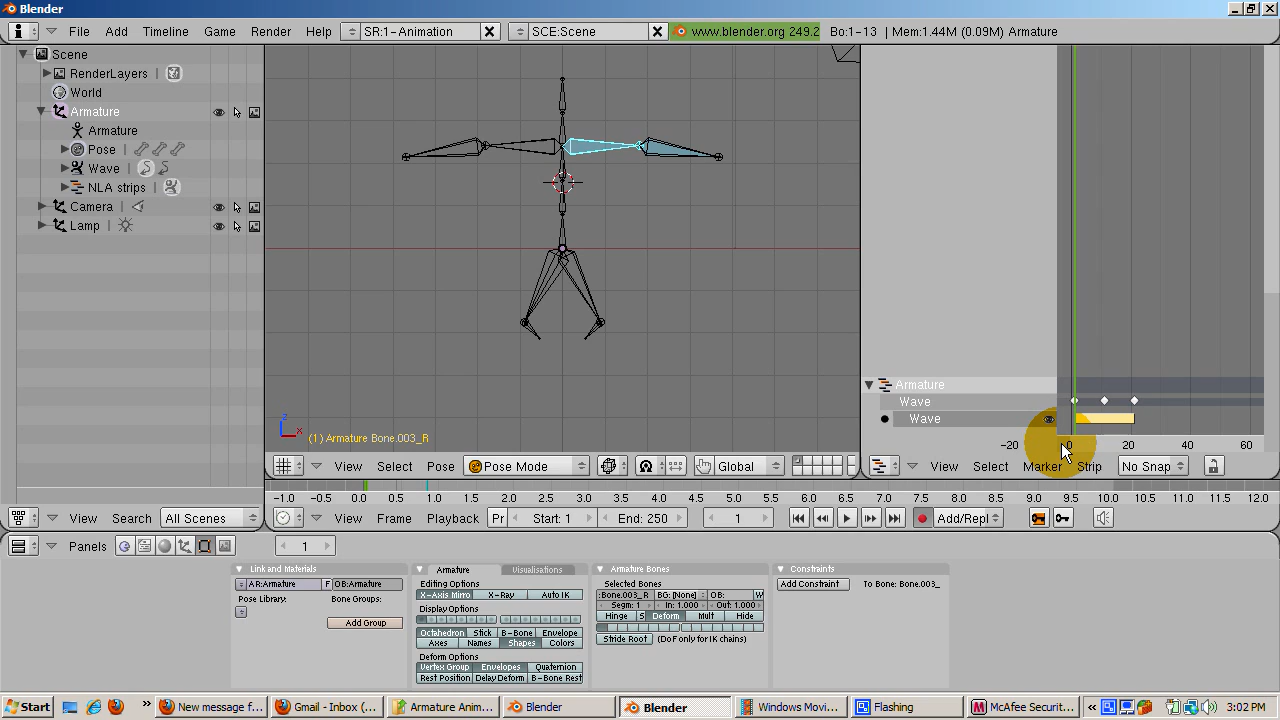 Blender
File Add Timeline Game Render Help SR:1-Animation SCE:Scene www.blender.org 249.2 Bo:1-13 | Mem:1.44M (0.09M) Armature
Scene
RenderLayers |
World
Armature
Armature
Pose |
Wave |
NLA strips |
Camera |
Lamp |
z
x
(1) Armature Bone.003_R
Armature
Wave
Wave
-20 0 20 40 60
View Select Pose Pose Mode Global
View Select Marker Strip No Snap
-1.0 -0.5 0.0 0.5 1.0 1.5 2.0 2.5 3.0 3.5 4.0 4.5 5.0 5.5 6.0 6.5 7.0 7.5 8.0 8.5 9.0 9.5 10.0 10.5 11.0 11.5 12.0
View Search All Scenes
View Frame Playback Pr Start: 1 End: 250 1 Add/Repl
Panels 1
Link and Materials
AR:Armature F OB:Armature
Pose Library: Bone Groups:
Add Group
Armature Visualisations
Editing Options
X-Axis Mirro X-Ray Auto IK
Display Options
Octahedron Stick B-Bone Envelope
Axes Names Shapes Colors
Deform Options
Vertex Group Envelopes Quaternion
Rest Position Delay Deform B-Bone Rest
Armature Bones
Selected Bones
:Bone.003_R BG: [None] OB: W
Segm: 1 In: 1.000 Out: 1.000
Hinge S Deform Mult Hide
Stride Root (DoF only for IK chains)
Constraints
Add Constraint To Bone: Bone.003_
Start » New message f... Gmail - Inbox (... Armature Anim... Blender Blender Windows Movi... Flashing McAfee Securit... « 3:02 PM